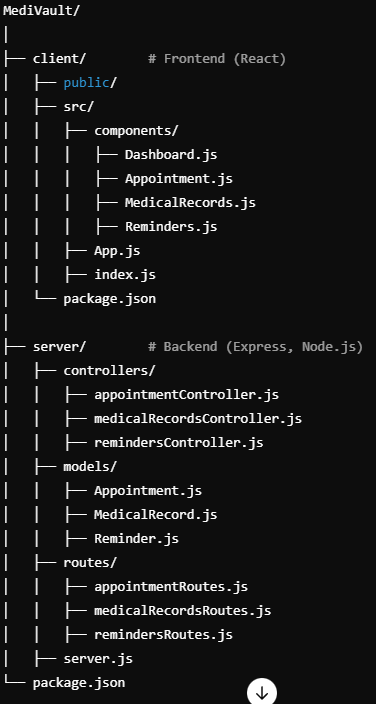 MediVault/
│
├── client/        # Frontend (React)
│   ├── public/
│   ├── src/
│   │   ├── components/
│   │   │   ├── Dashboard.js
│   │   │   ├── Appointment.js
│   │   │   ├── MedicalRecords.js
│   │   │   ├── Reminders.js
│   │   ├── App.js
│   │   ├── index.js
│   └── package.json
│
├── server/        # Backend (Express, Node.js)
│   ├── controllers/
│   │   ├── appointmentController.js
│   │   ├── medicalRecordsController.js
│   │   ├── remindersController.js
│   ├── models/
│   │   ├── Appointment.js
│   │   ├── MedicalRecord.js
│   │   ├── Reminder.js
│   ├── routes/
│   │   ├── appointmentRoutes.js
│   │   ├── medicalRecordsRoutes.js
│   │   ├── remindersRoutes.js
│   ├── server.js
└── package.json